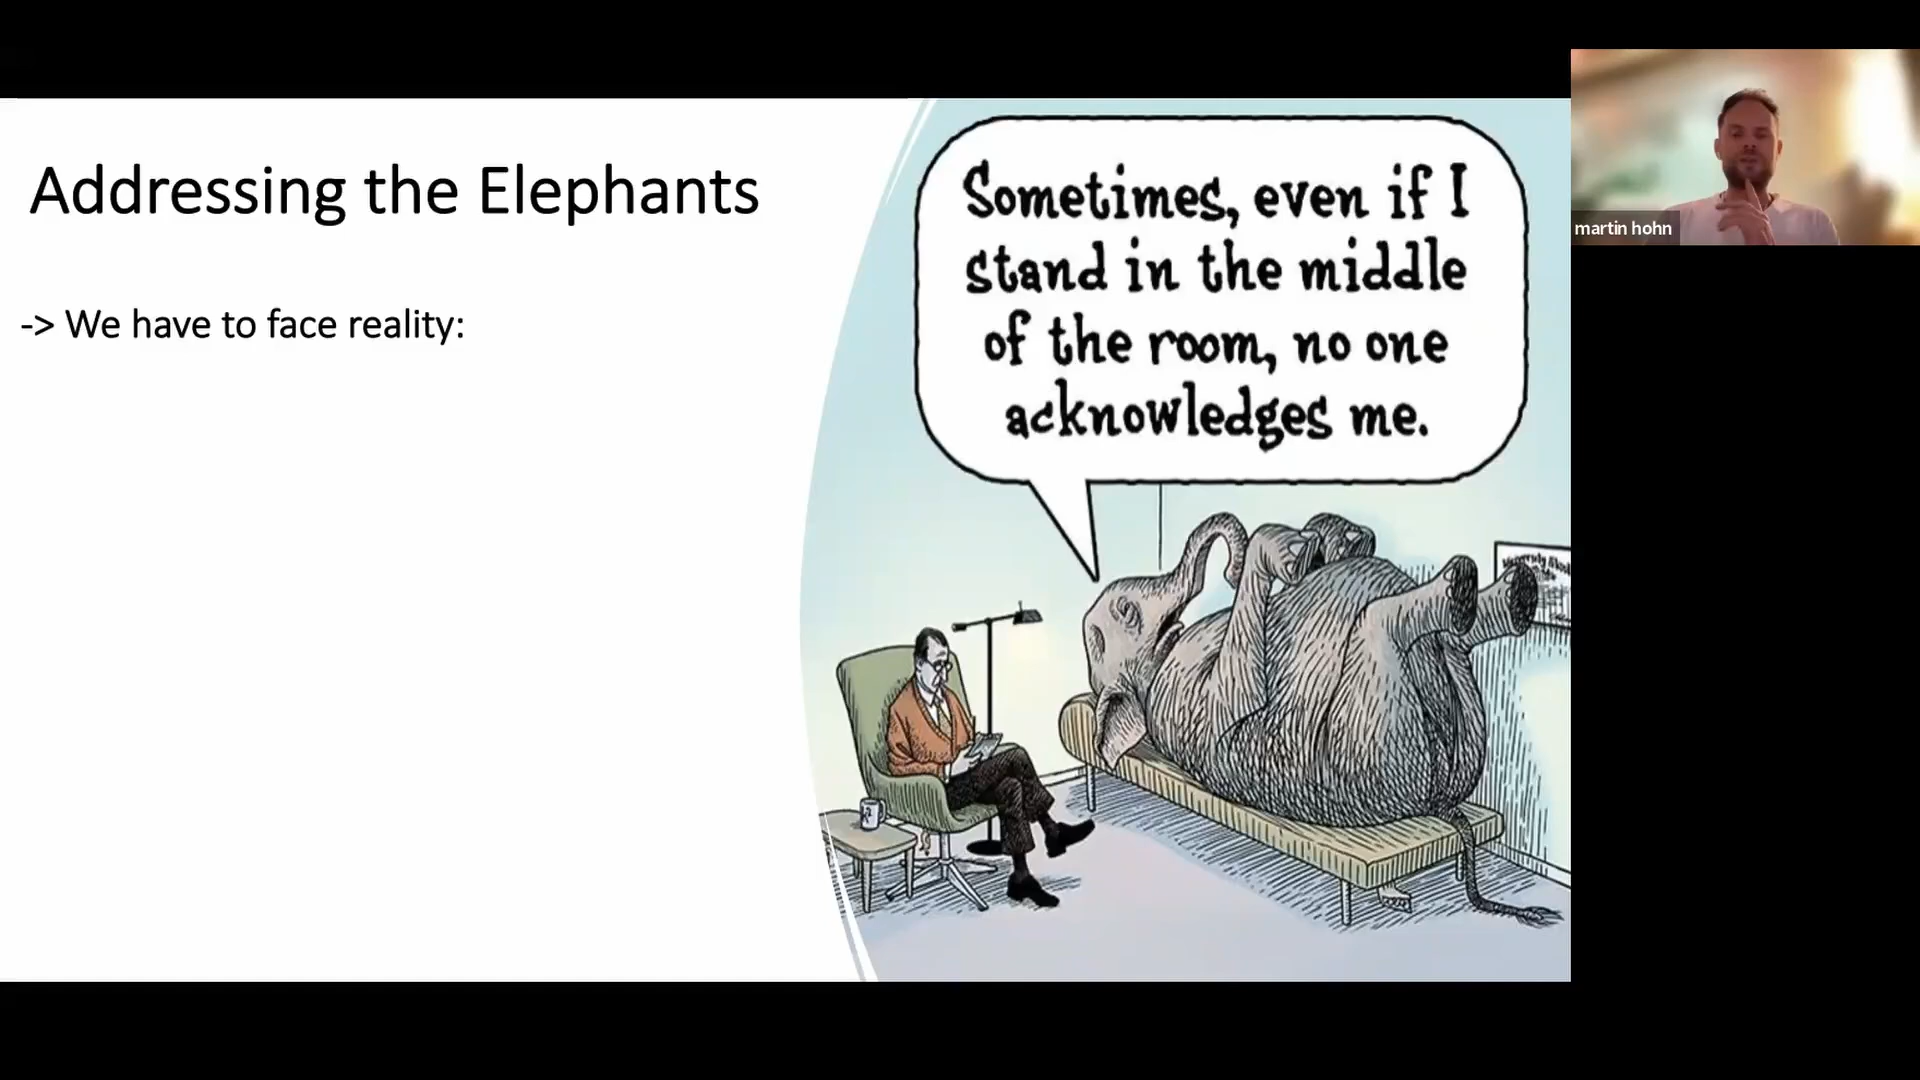 Addressing the Elephants
-> We have to face reality:
Sometimes, even if I
stand in the middle
of the room, no one
acknowledges me.
martin hohn